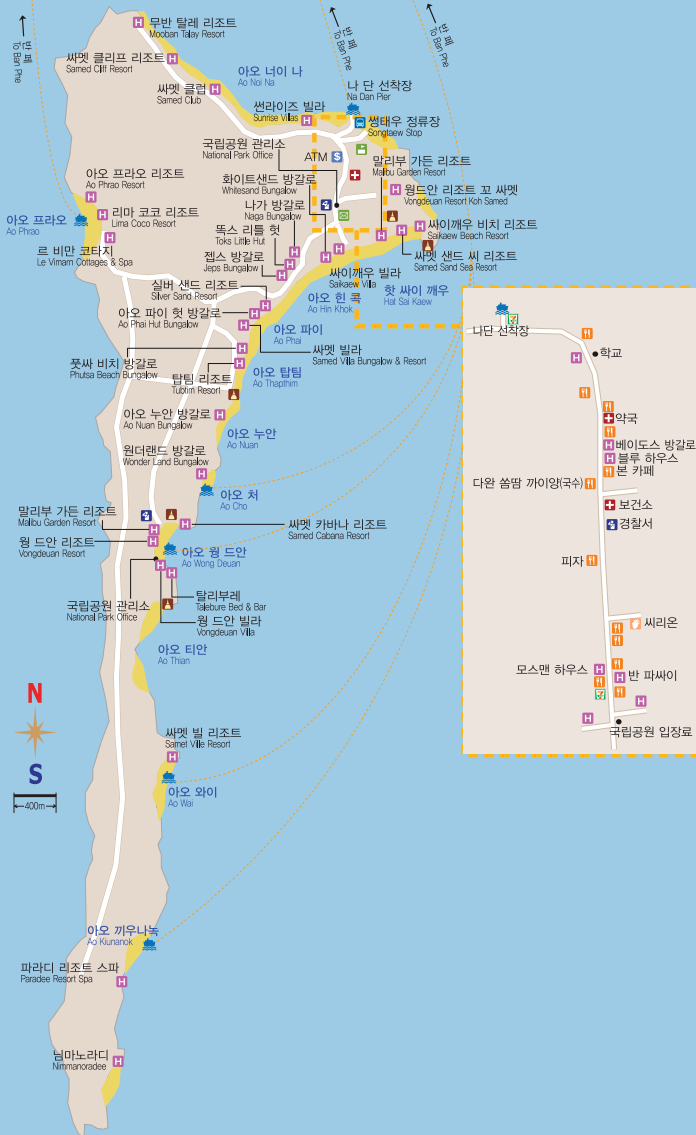 반 페
To Ban Phe
반 페
To Ban Phe
반 페
To Ban Phe
무반 탈레 리조트
Mooban Talay Resort
싸멧 클리프 리조트
Samed Cliff Resort
아오 너이 나
Ao Noi Na
싸멧 클럽
Samed Club
나 단 선착장
Na Dan Pier
썬라이즈 빌라
Sunrise Villas
썽태우 정류장
Songtaew Stop
국립공원 관리소
National Park Office
ATM
$
말리부 가든 리조트
Malibu Garden Resort
아오 프라오 리조트
Ao Phrao Resort
화이트샌드 방갈로
Whitesand Bungalow
웡드안 리조트 꼬 싸멧
Vongdeuan Resort Koh Samed
아오 프라오
Ao Phrao
리마 코코 리조트
Lima Coco Resort
나가 방갈로
Naga Bungalow
싸이깨우 비치 리조트
Saikaew Beach Resort
똑스 리틀 헛
Toks Little Hut
르 비만 코타지
Le Vimarn Cottages & Spa
젭스 방갈로
Jeps Bungalow
싸멧 샌드 씨 리조트
Samed Sand Sea Resort
싸이깨우 빌라
Saikaew Villa
실버 샌드 리조트
Silver Sand Resort
아오 힌 콕
Ao Hin Khok
핫 싸이 깨우
Hat Sai Kaew
아오 파이 헛 방갈로
Ao Phai Hut Bungalow
아오 파이
Ao Phai
싸멧 빌라
Samed Villa Bungalow & Resort
풋싸 비치 방갈로
Phutsa Beach Bungalow
아오 탑팀
Ao Thapthim
탑팀 리조트
Tubtim Resort
아오 누안 방갈로
Ao Nuan Bungalow
아오 누안
Ao Nuan
원더랜드 방갈로
Wonder Land Bungalow
아오 처
Ao Cho
말리부 가든 리조트
Malibu Garden Resort
싸멧 카바나 리조트
Samed Cabana Resort
웡 드안 리조트
Vongdeuan Resort
아오 웡 드안
Ao Wong Deuan
국립공원 관리소
National Park Office
탈리부레
Talebure Bed & Bar
웡 드안 빌라
Vongdeuan Villa
아오 티안
Ao Thian
N
S
400m
싸멧 빌 리조트
Samet Ville Resort
아오 와이
Ao Wai
아오 끼우나녹
Ao Kiunanok
파라디 리조트 스파
Paradee Resort Spa
님마노라디
Nimmanoradee
나단 선착장
학교
약국
베이도스 방갈로
블루 하우스
본 카페
다완 쏨땀 까이양(국수)
보건소
경찰서
피자
씨리온
모스맨 하우스
반 파싸이
국립공원 입장료